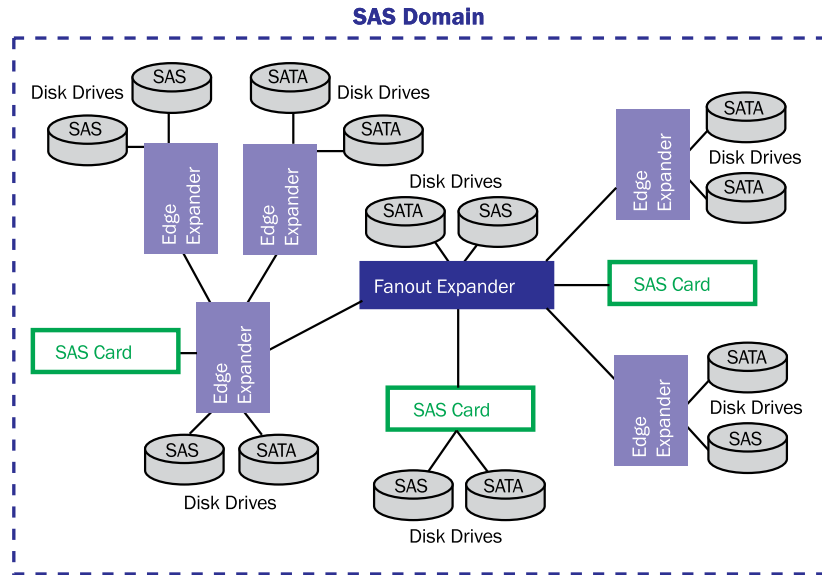 SAS Domain
SAS
SATA
Disk Drives
Disk Drives
SAS
SATA
SATA
Disk Drives
SATA
Edge
Expander
Edge
Expander
Edge
Expander
Disk Drives
SATA
SAS
Fanout Expander
SAS Card
SAS Card
Edge
Expander
SAS Card
Edge
Expander
SATA
Disk Drives
SAS
SAS
SATA
Disk Drives
SAS
SATA
Disk Drives